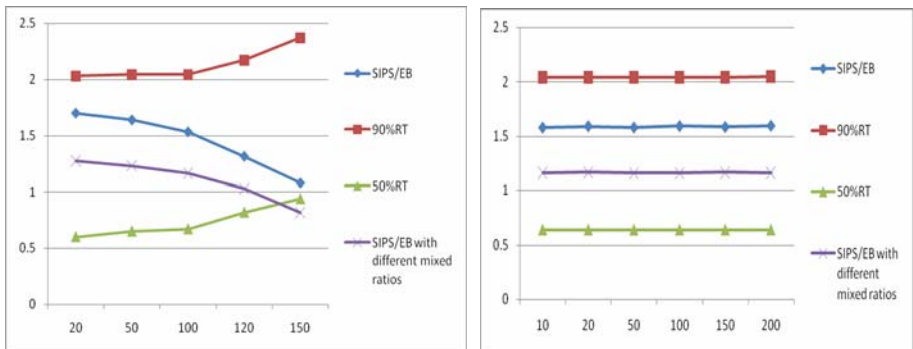 2.5
2
1.5
1
0.5
0
20 50 100 120 150
SIPS/EB
90%RT
50%RT
SIPS/EB with
different mixed
ratios
2.5
2
1.5
1
0.5
0
10 20 50 100 150 200
SIPS/EB
90%RT
50%RT
SIPS/EB with
different
mixed ratios